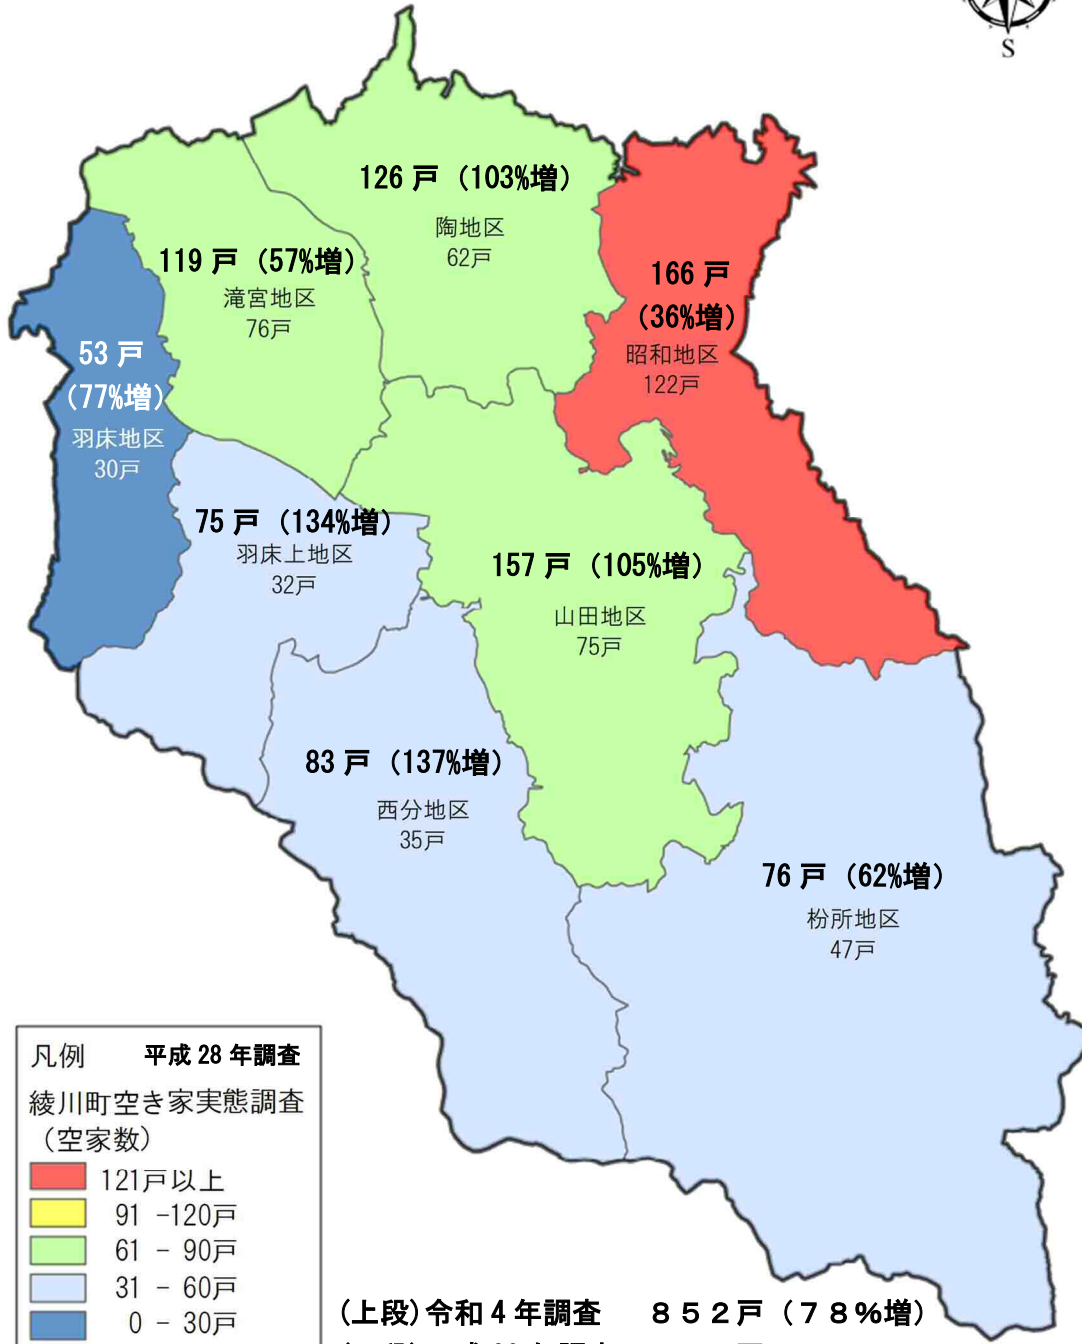 S
126 戸（103%増）
陶地区
62戸
119 戸（57%増）
滝宮地区
76戸
166 戸
（36%増）
昭和地区
122戸
53 戸
（77%増）
羽床地区
30戸
75 戸（134%増）
羽床上地区
32戸
157 戸（105%増）
山田地区
75戸
83 戸（137%増）
西分地区
35戸
76 戸（62%増）
枌所地区
47戸
凡例 平成 28 年調査
綾川町空き家実態調査
（空家数）
121戸以上
91 -120戸
61 - 90戸
31 - 60戸
0 - 30戸
(上段)令和 4 年調査 ８５２戸（７８%増）